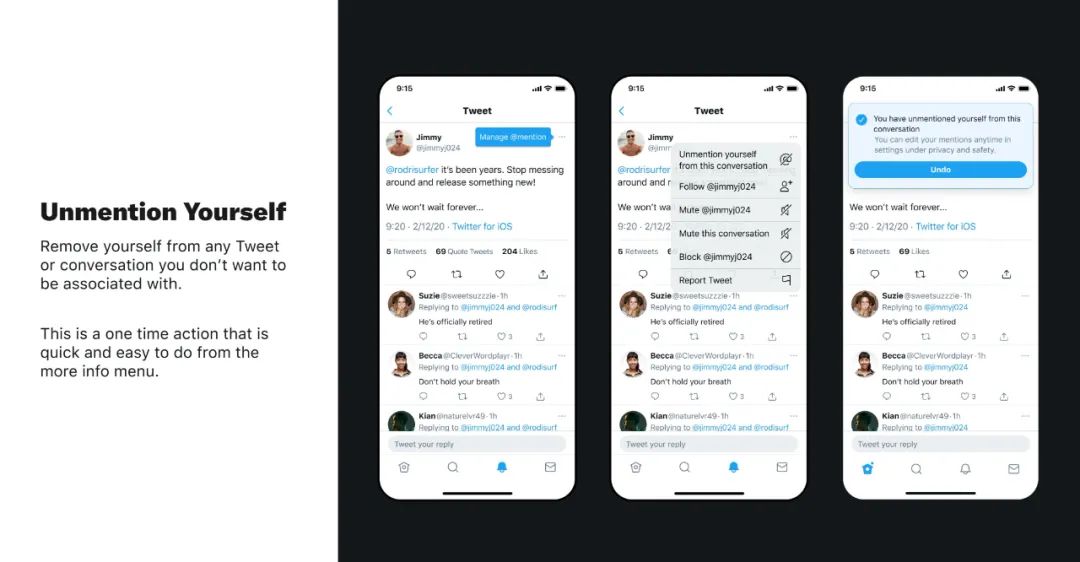 Unmention Yourself
Remove yourself from any Tweet
or conversation you don't want to
be associated with.
This is a one time action that is
quick and easy to do from the
more info menu.
9:15
Tweet
Jimmy
@jimmyj024
Manage @mention
@rodrisurfer it's been years. Stop messing
around and release something new!
We won't wait forever...
9:20 · 2/12/20 · Twitter for iOS
5 Retweets 69 Quote Tweets 204 Likes
Suzie @sweetsuzzzie · 1h
Replying to @jimmyj024 and @rodisurf
He's officially retired
3
Becca @CleverWordplayr · 1h
Replying to @jimmyj024 and @rodisurf
Don't hold your breath
3
Kian @naturelvr49 · 1h
Replying to @jimmyj024 and @rodisurf
Tweet your reply
9:15
Tweet
Jimmy
@jimmyj024
Unmention yourself
from this conversation
Follow @jimmyj024
Mute @jimmyj024
Mute this conversation
Block @jimmyj024
Report Tweet
@rodrisurfer
around and
We won't wait
9:20 · 2/12/20
5 Retweets 69
Suzie @sweetsuzzzie · 1h
Replying to @jimmyj024 and @rodisurf
He's officially retired
3
Becca @CleverWordplayr · 1h
Replying to @jimmyj024 and @rodisurf
Don't hold your breath
3
Kian @naturelvr49 · 1h
Replying to @jimmyj024 and @rodisurf
Tweet your reply
9:15
You have unmentioned yourself from this
conversation
You can edit your mentions anytime in
settings under privacy and safety.
Undo
We won't wait forever...
9:20 · 2/12/20 · Twitter for iOS
5 Retweets 69 Quote Tweets 204 Likes
Suzie @sweetsuzzzie · 1h
Replying to @jimmyj024
He's officially retired
3
Becca @CleverWordplayr · 1h
Replying to @jimmyj024
Don't hold your breath
3
Kian @naturelvr49 · 1h
Replying to @jimmyj024
Tweet your reply